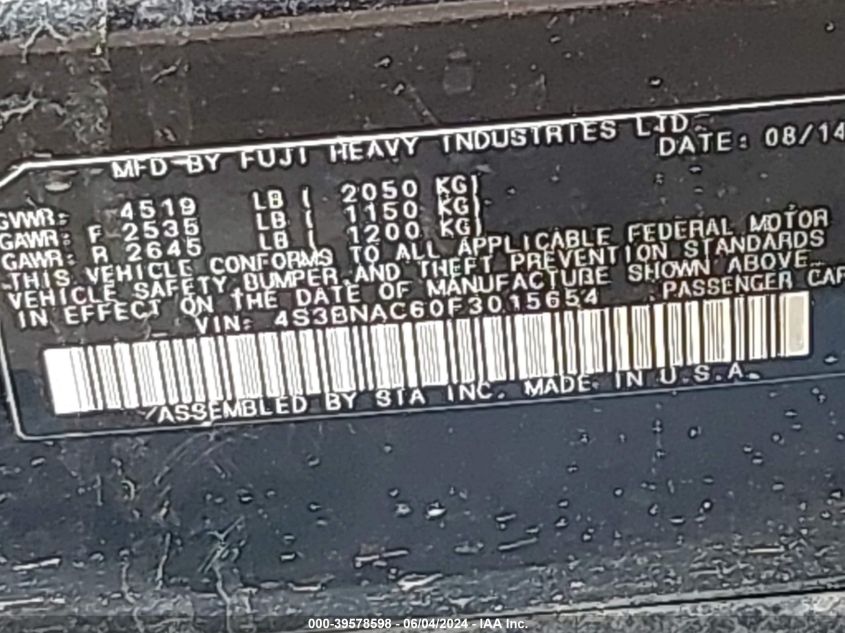 MFD BY FUJI HEAVY INDUSTRIES LTD.
DATE: 08/14
GVWR: 4519 LB ( 2050 KG)
GAWR: F 2535 LB ( 1150 KG)
GAWR: R 2645 LB ( 1200 KG)
THIS VEHICLE CONFORMS TO ALL APPLICABLE FEDERAL MOTOR
VEHICLE SAFETY, BUMPER, AND THEFT PREVENTION STANDARDS
IN EFFECT ON THE DATE OF MANUFACTURE SHOWN ABOVE.
VIN: 4S3BNAC60F3015654 PASSENGER CAR
ASSEMBLED BY SIA INC. MADE IN U.S.A.
000-39578598 - 06/04/2024 - IAA Inc.